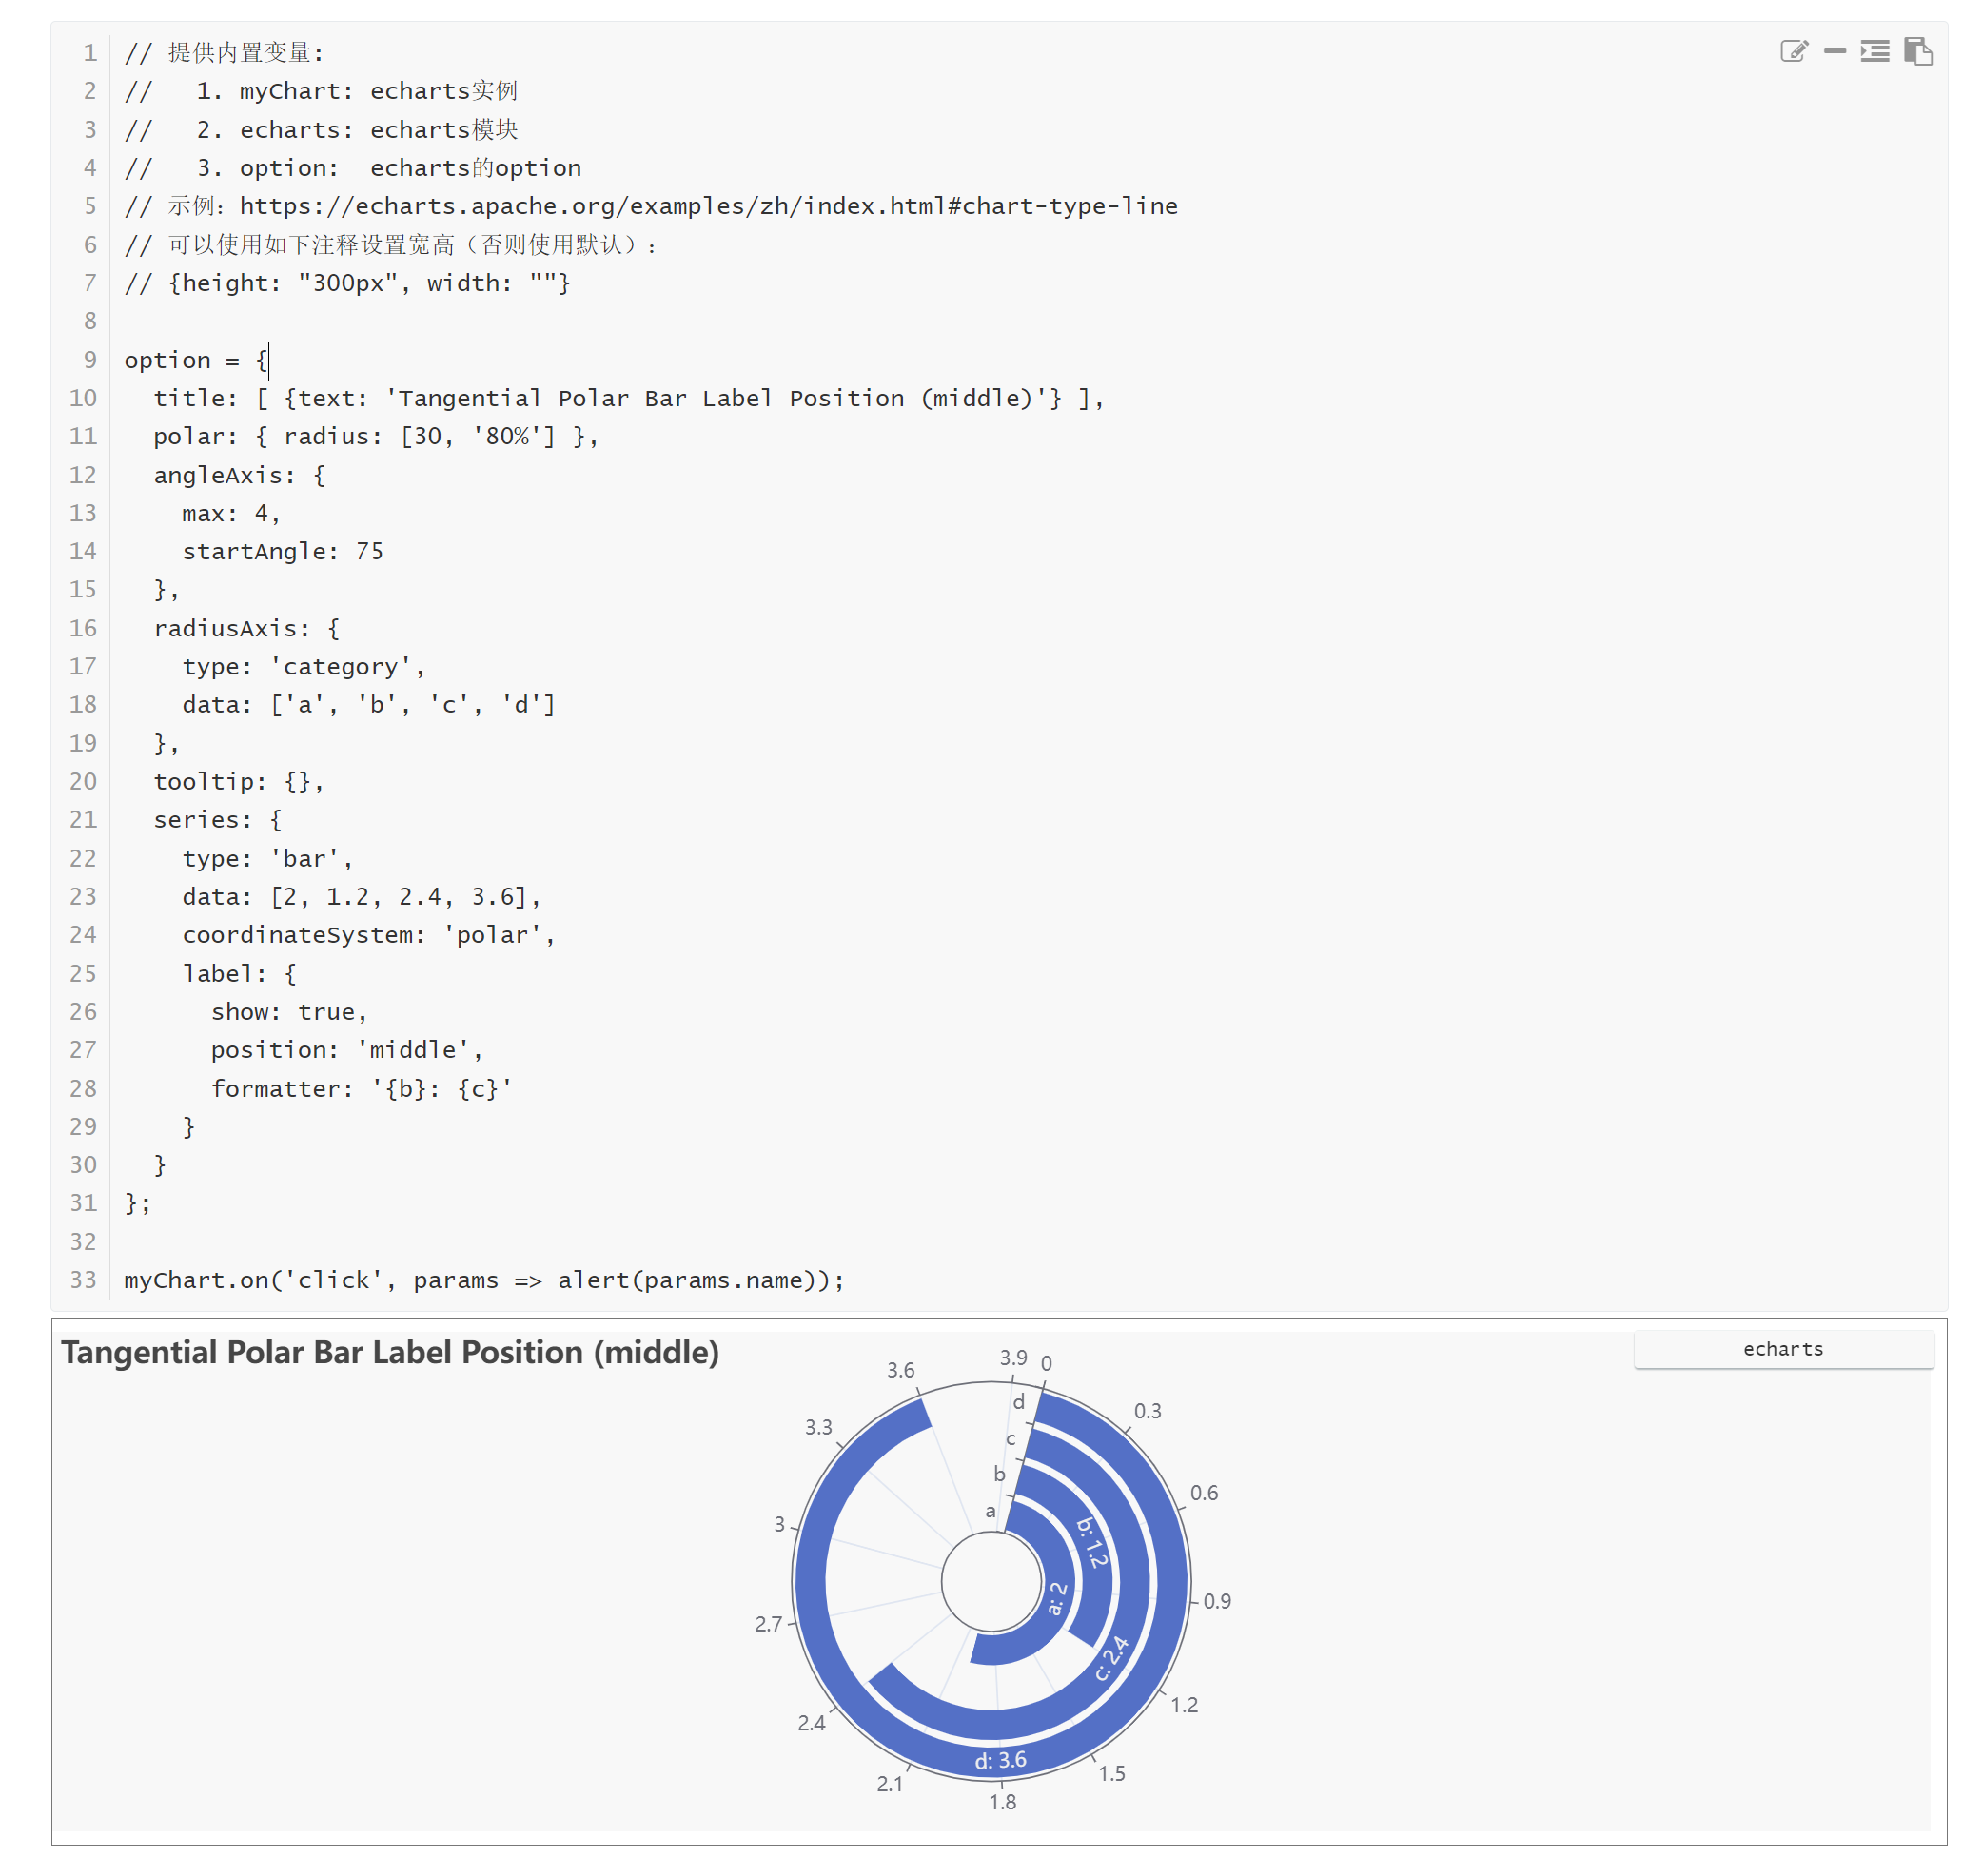 1 // 提供内置变量:
2 //   1. myChart: echarts实例
3 //   2. echarts: echarts模块
4 //   3. option:  echarts的option
5 // 示例：https://echarts.apache.org/examples/zh/index.html#chart-type-line
6 // 可以使用如下注释设置宽高（否则使用默认）：
7 // {height: "300px", width: ""}
8
9 option = {
10   title: [ {text: 'Tangential Polar Bar Label Position (middle)'} ],
11   polar: { radius: [30, '80%'] },
12   angleAxis: {
13     max: 4,
14     startAngle: 75
15   },
16   radiusAxis: {
17     type: 'category',
18     data: ['a', 'b', 'c', 'd']
19   },
20   tooltip: {},
21   series: {
22     type: 'bar',
23     data: [2, 1.2, 2.4, 3.6],
24     coordinateSystem: 'polar',
25     label: {
26       show: true,
27       position: 'middle',
28       formatter: '{b}: {c}'
29     }
30   }
31 };
32
33 myChart.on('click', params => alert(params.name));
Tangential Polar Bar Label Position (middle)
echarts
0
0.3
0.6
0.9
1.2
1.5
1.8
2.1
2.4
2.7
3
3.3
3.6
3.9
d
c
b
a
b: 1.2
a: 2
c: 2.4
d: 3.6